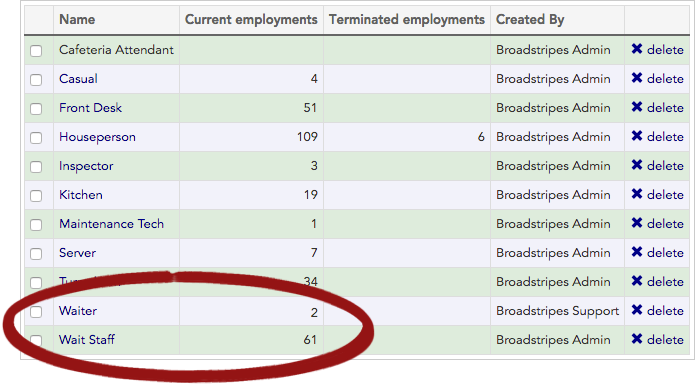 Name Current employments Terminated employments Created By
Cafeteria Attendant Broadstripes Admin ✖ delete
Casual 4 Broadstripes Admin ✖ delete
Front Desk 51 Broadstripes Admin ✖ delete
Houseperson 109 6 Broadstripes Admin ✖ delete
Inspector 3 Broadstripes Admin ✖ delete
Kitchen 19 Broadstripes Admin ✖ delete
Maintenance Tech 1 Broadstripes Admin ✖ delete
Server 7 Broadstripes Admin ✖ delete
34 Broadstripes Admin ✖ delete
Waiter 2 Broadstripes Support ✖ delete
Wait Staff 61 Broadstripes Admin ✖ delete